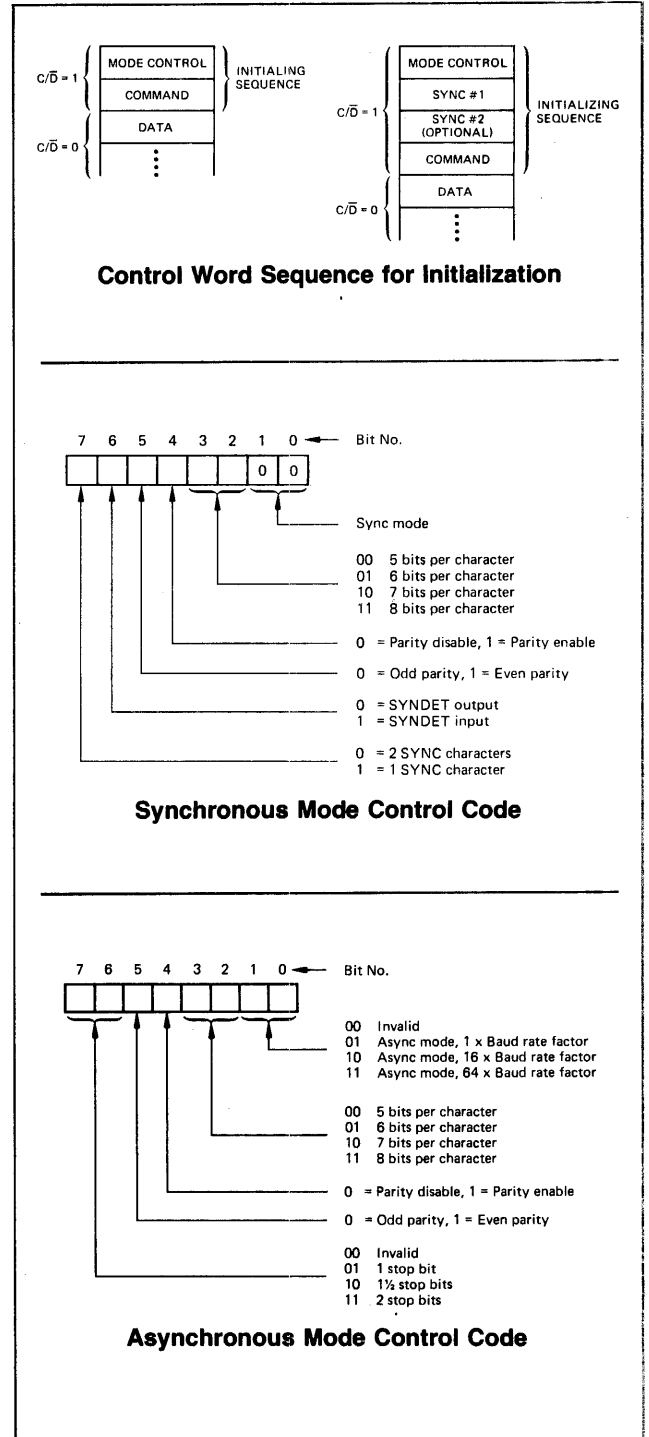 C/D̅ = 1
MODE CONTROL
COMMAND
INITIALING
SEQUENCE
C/D̅ = 0
DATA
C/D̅ = 1
MODE CONTROL
SYNC #1
SYNC #2
(OPTIONAL)
COMMAND
INITIALIZING
SEQUENCE
C/D̅ = 0
DATA
Control Word Sequence for Initialization
7 6 5 4 3 2 1 0 Bit No.
0 0
Sync mode
00 5 bits per character
01 6 bits per character
10 7 bits per character
11 8 bits per character
0 = Parity disable, 1 = Parity enable
0 = Odd parity, 1 = Even parity
0 = SYNDET output
1 = SYNDET input
0 = 2 SYNC characters
1 = 1 SYNC character
Synchronous Mode Control Code
7 6 5 4 3 2 1 0 Bit No.
00 Invalid
01 Async mode, 1 x Baud rate factor
10 Async mode, 16 x Baud rate factor
11 Async mode, 64 x Baud rate factor
00 5 bits per character
01 6 bits per character
10 7 bits per character
11 8 bits per character
0 = Parity disable, 1 = Parity enable
0 = Odd parity, 1 = Even parity
00 Invalid
01 1 stop bit
10 1½ stop bits
11 2 stop bits
Asynchronous Mode Control Code